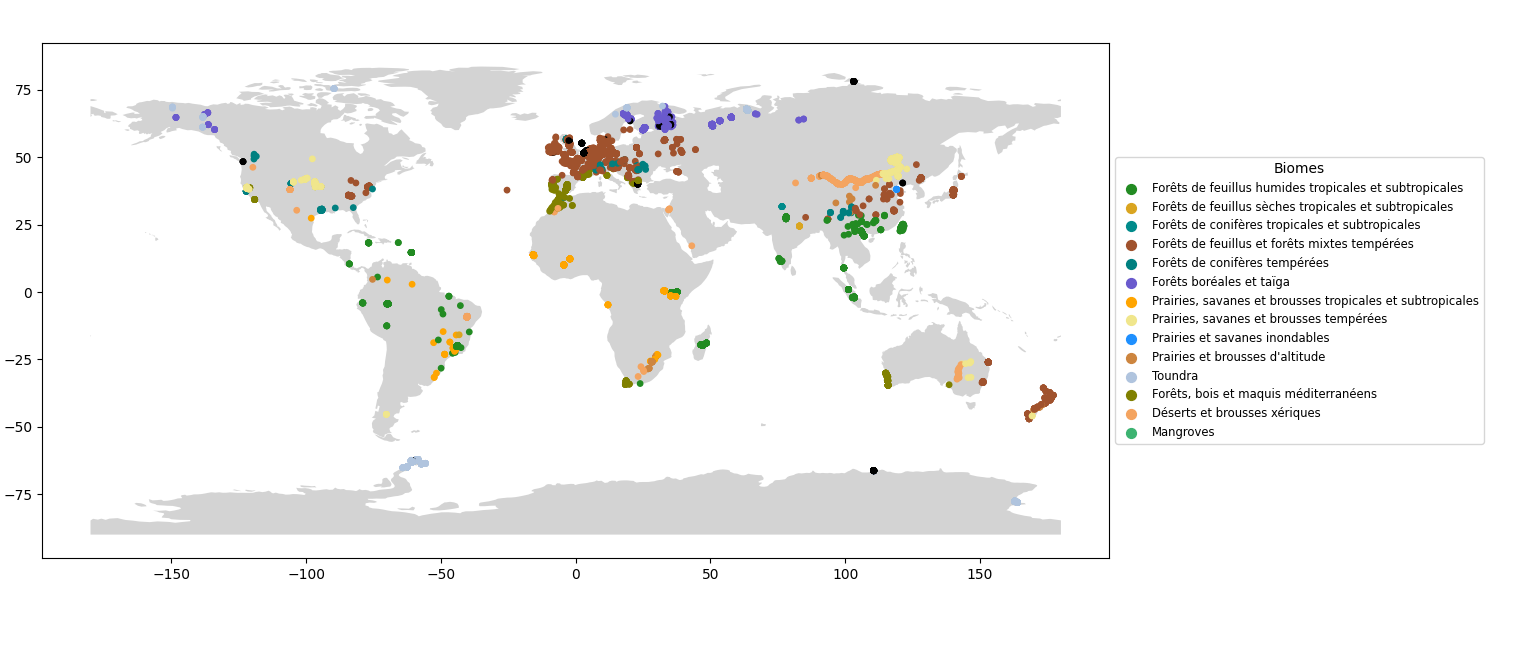 75
50
25
0
−25
−50
−75
−150
−100
−50
0
50
100
150
Biomes
Forêts de feuillus humides tropicales et subtropicales
Forêts de feuillus sèches tropicales et subtropicales
Forêts de conifères tropicales et subtropicales
Forêts de feuillus et forêts mixtes tempérées
Forêts de conifères tempérées
Forêts boréales et taïga
Prairies, savanes et brousses tropicales et subtropicales
Prairies, savanes et brousses tempérées
Prairies et savanes inondables
Prairies et brousses d'altitude
Toundra
Forêts, bois et maquis méditerranéens
Déserts et brousses xériques
Mangroves